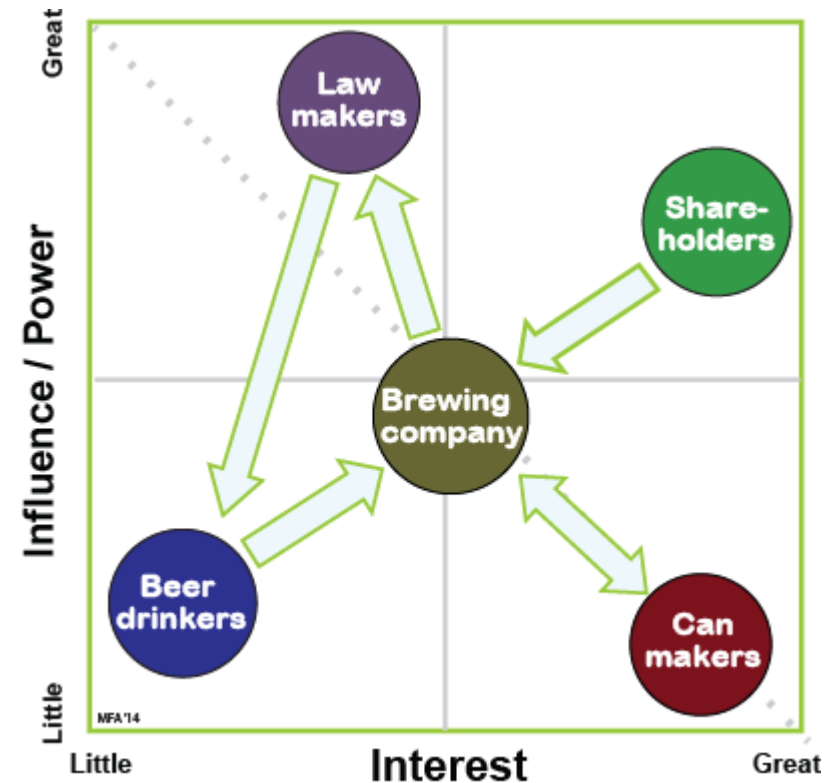 Great
Law
makers
Share-
holders
Influence / Power
Brewing
company
Beer
drinkers
Can
makers
Little
MFA'14
Little
Interest
Great